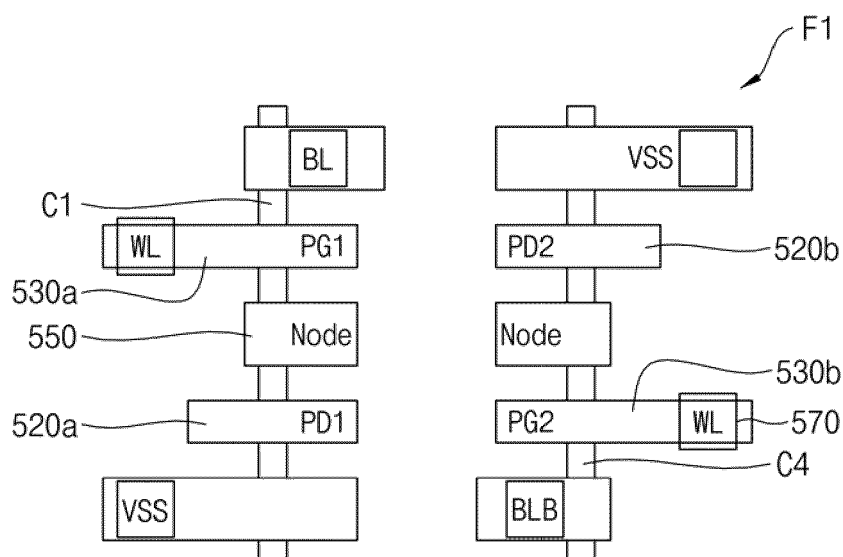 F1
BL
VSS
C1
WL
PG1
PD2
520b
530a
550
Node
Node
530b
520a
PD1
PG2
WL
570
C4
VSS
BLB